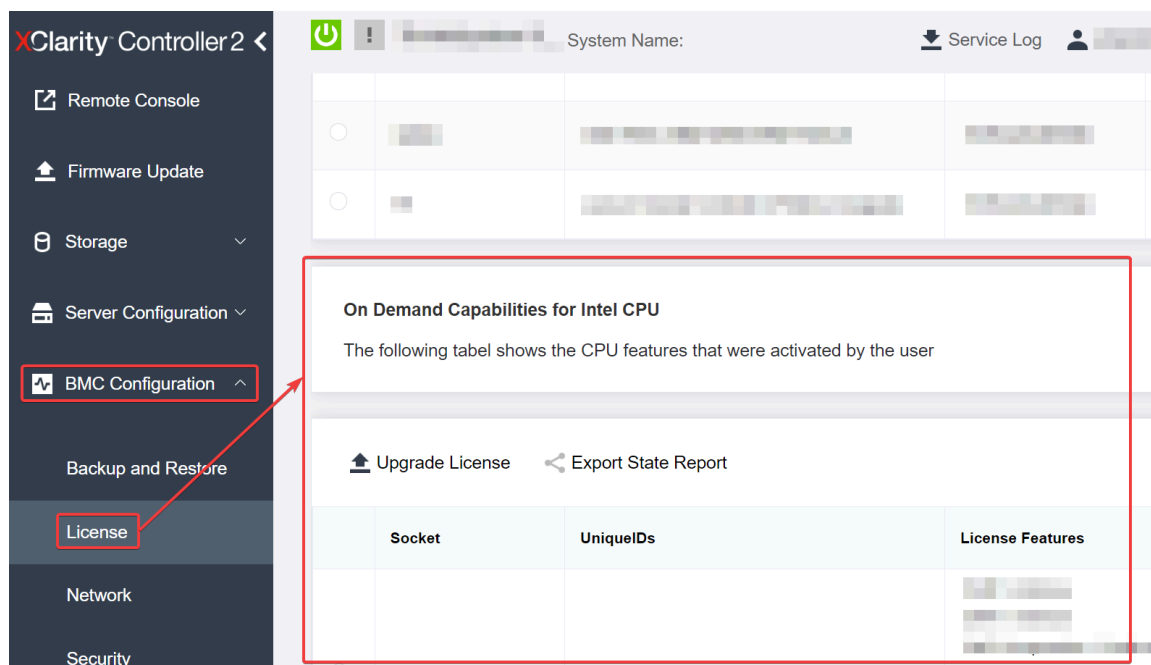 XClarity Controller 2
Remote Console
Firmware Update
Storage
Server Configuration
BMC Configuration
Backup and Restore
License
Network
Security
System Name:
Service Log
On Demand Capabilities for Intel CPU
The following tabel shows the CPU features that were activated by the user
Upgrade License
Export State Report
Socket
UniqueIDs
License Features